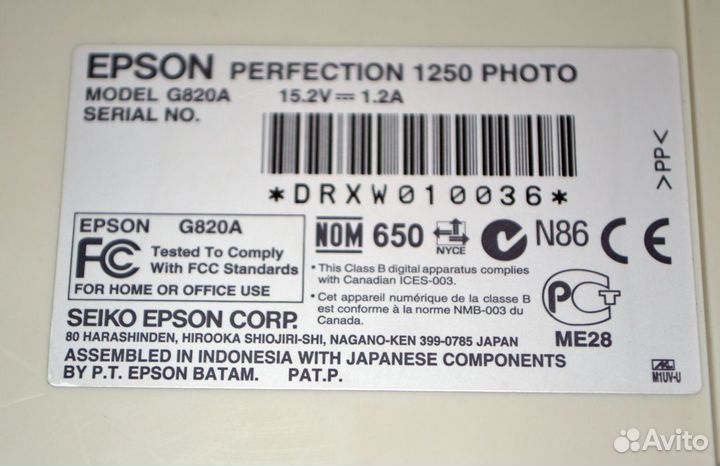 EPSON PERFECTION 1250 PHOTO
MODEL G820A 15.2V⎓1.2A
SERIAL NO.
*DRXW010036*
>PP<
EPSON G820A
FC Tested To Comply
With FCC Standards
FOR HOME OR OFFICE USE
NOM 650 NYCE N86 CE
• This Class B digital apparatus complies
with Canadian ICES-003.
• Cet appareil numérique de la classe B
est conforme à la norme NMB-003 du
Canada.
PCT
ME28
SEIKO EPSON CORP.
80 HARASHINDEN, HIROOKA SHIOJIRI-SHI, NAGANO-KEN 399-0785 JAPAN
ASSEMBLED IN INDONESIA WITH JAPANESE COMPONENTS
BY P.T. EPSON BATAM. PAT.P.
M1UV-U
Avito